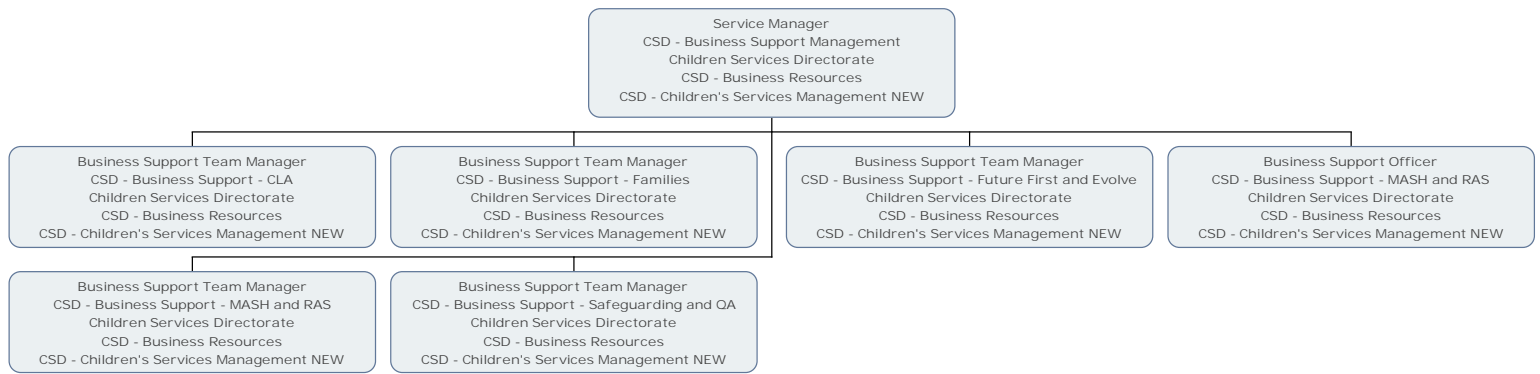 Service Manager
CSD - Business Support Management
Children Services Directorate
CSD - Business Resources
CSD - Children's Services Management NEW
Business Support Team Manager
CSD - Business Support - CLA
Children Services Directorate
CSD - Business Resources
CSD - Children's Services Management NEW
Business Support Team Manager
CSD - Business Support - Families
Children Services Directorate
CSD - Business Resources
CSD - Children's Services Management NEW
Business Support Team Manager
CSD - Business Support - Future First and Evolve
Children Services Directorate
CSD - Business Resources
CSD - Children's Services Management NEW
Business Support Officer
CSD - Business Support - MASH and RAS
Children Services Directorate
CSD - Business Resources
CSD - Children's Services Management NEW
Business Support Team Manager
CSD - Business Support - MASH and RAS
Children Services Directorate
CSD - Business Resources
CSD - Children's Services Management NEW
Business Support Team Manager
CSD - Business Support - Safeguarding and QA
Children Services Directorate
CSD - Business Resources
CSD - Children's Services Management NEW